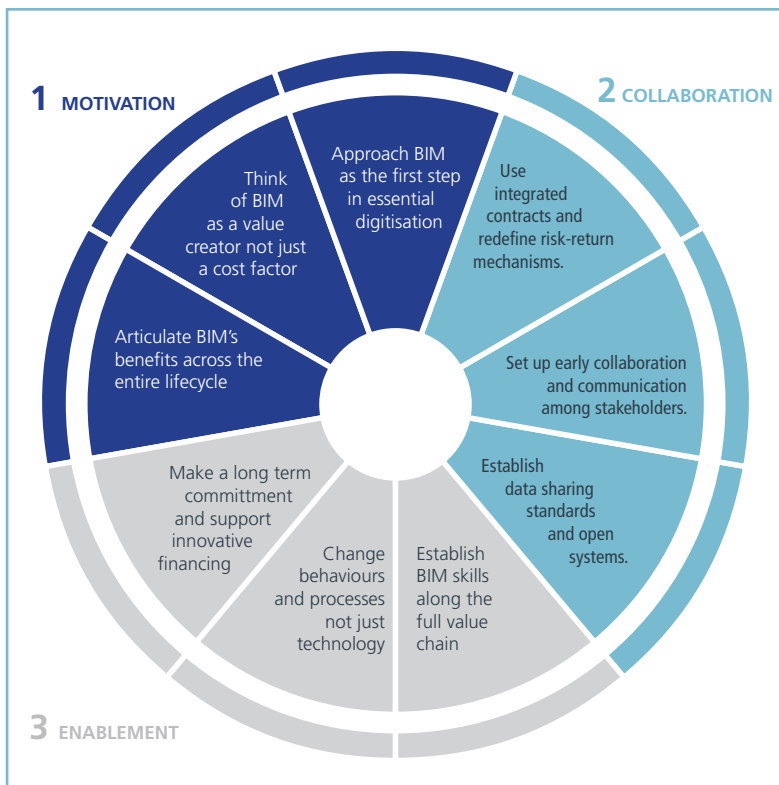 1 MOTIVATION
Approach BIM
as the first step
in essential
digitisation
Think
of BIM
as a value
creator not just
a cost factor
Articulate BIM's
benefits across the
entire lifecycle
2 COLLABORATION
Use
integrated
contracts and
redefine risk-return
mechanisms.
Set up early collaboration
and communication
among stakeholders.
Establish
data sharing
standards
and open
systems.
3 ENABLEMENT
Establish
BIM skills
along the
full value
chain
Change
behaviours
and processes
not just
technology
Make a long term
committment
and support
innovative
financing